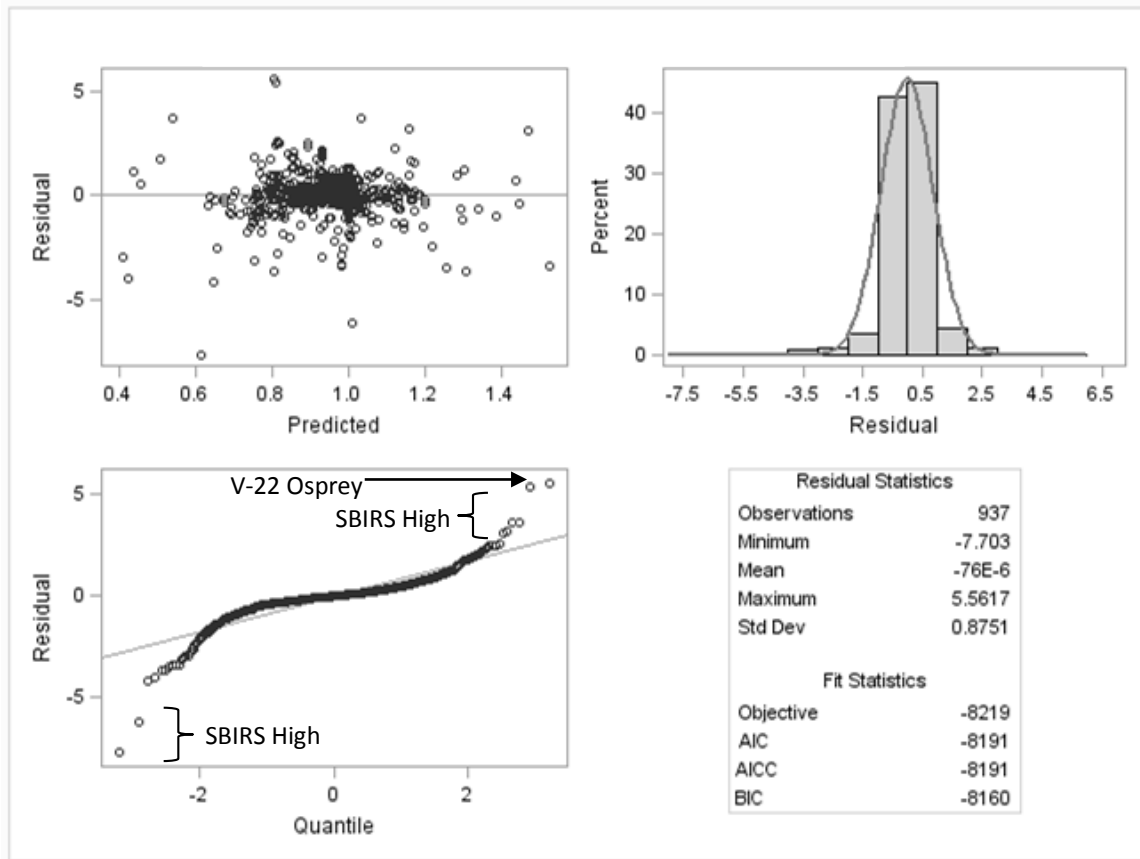 5
0
-5
Residual
0.4 0.6 0.8 1.0 1.2 1.4
Predicted
40
30
20
10
0
Percent
-7.5 -5.5 -3.5 -1.5 0.5 2.5 4.5 6.5
Residual
5
0
-5
Residual
V-22 Osprey
SBIRS High
SBIRS High
-2 0 2
Quantile
Residual Statistics
Observations 937
Minimum -7.703
Mean -76E-6
Maximum 5.5617
Std Dev 0.8751
Fit Statistics
Objective -8219
AIC -8191
AICC -8191
BIC -8160